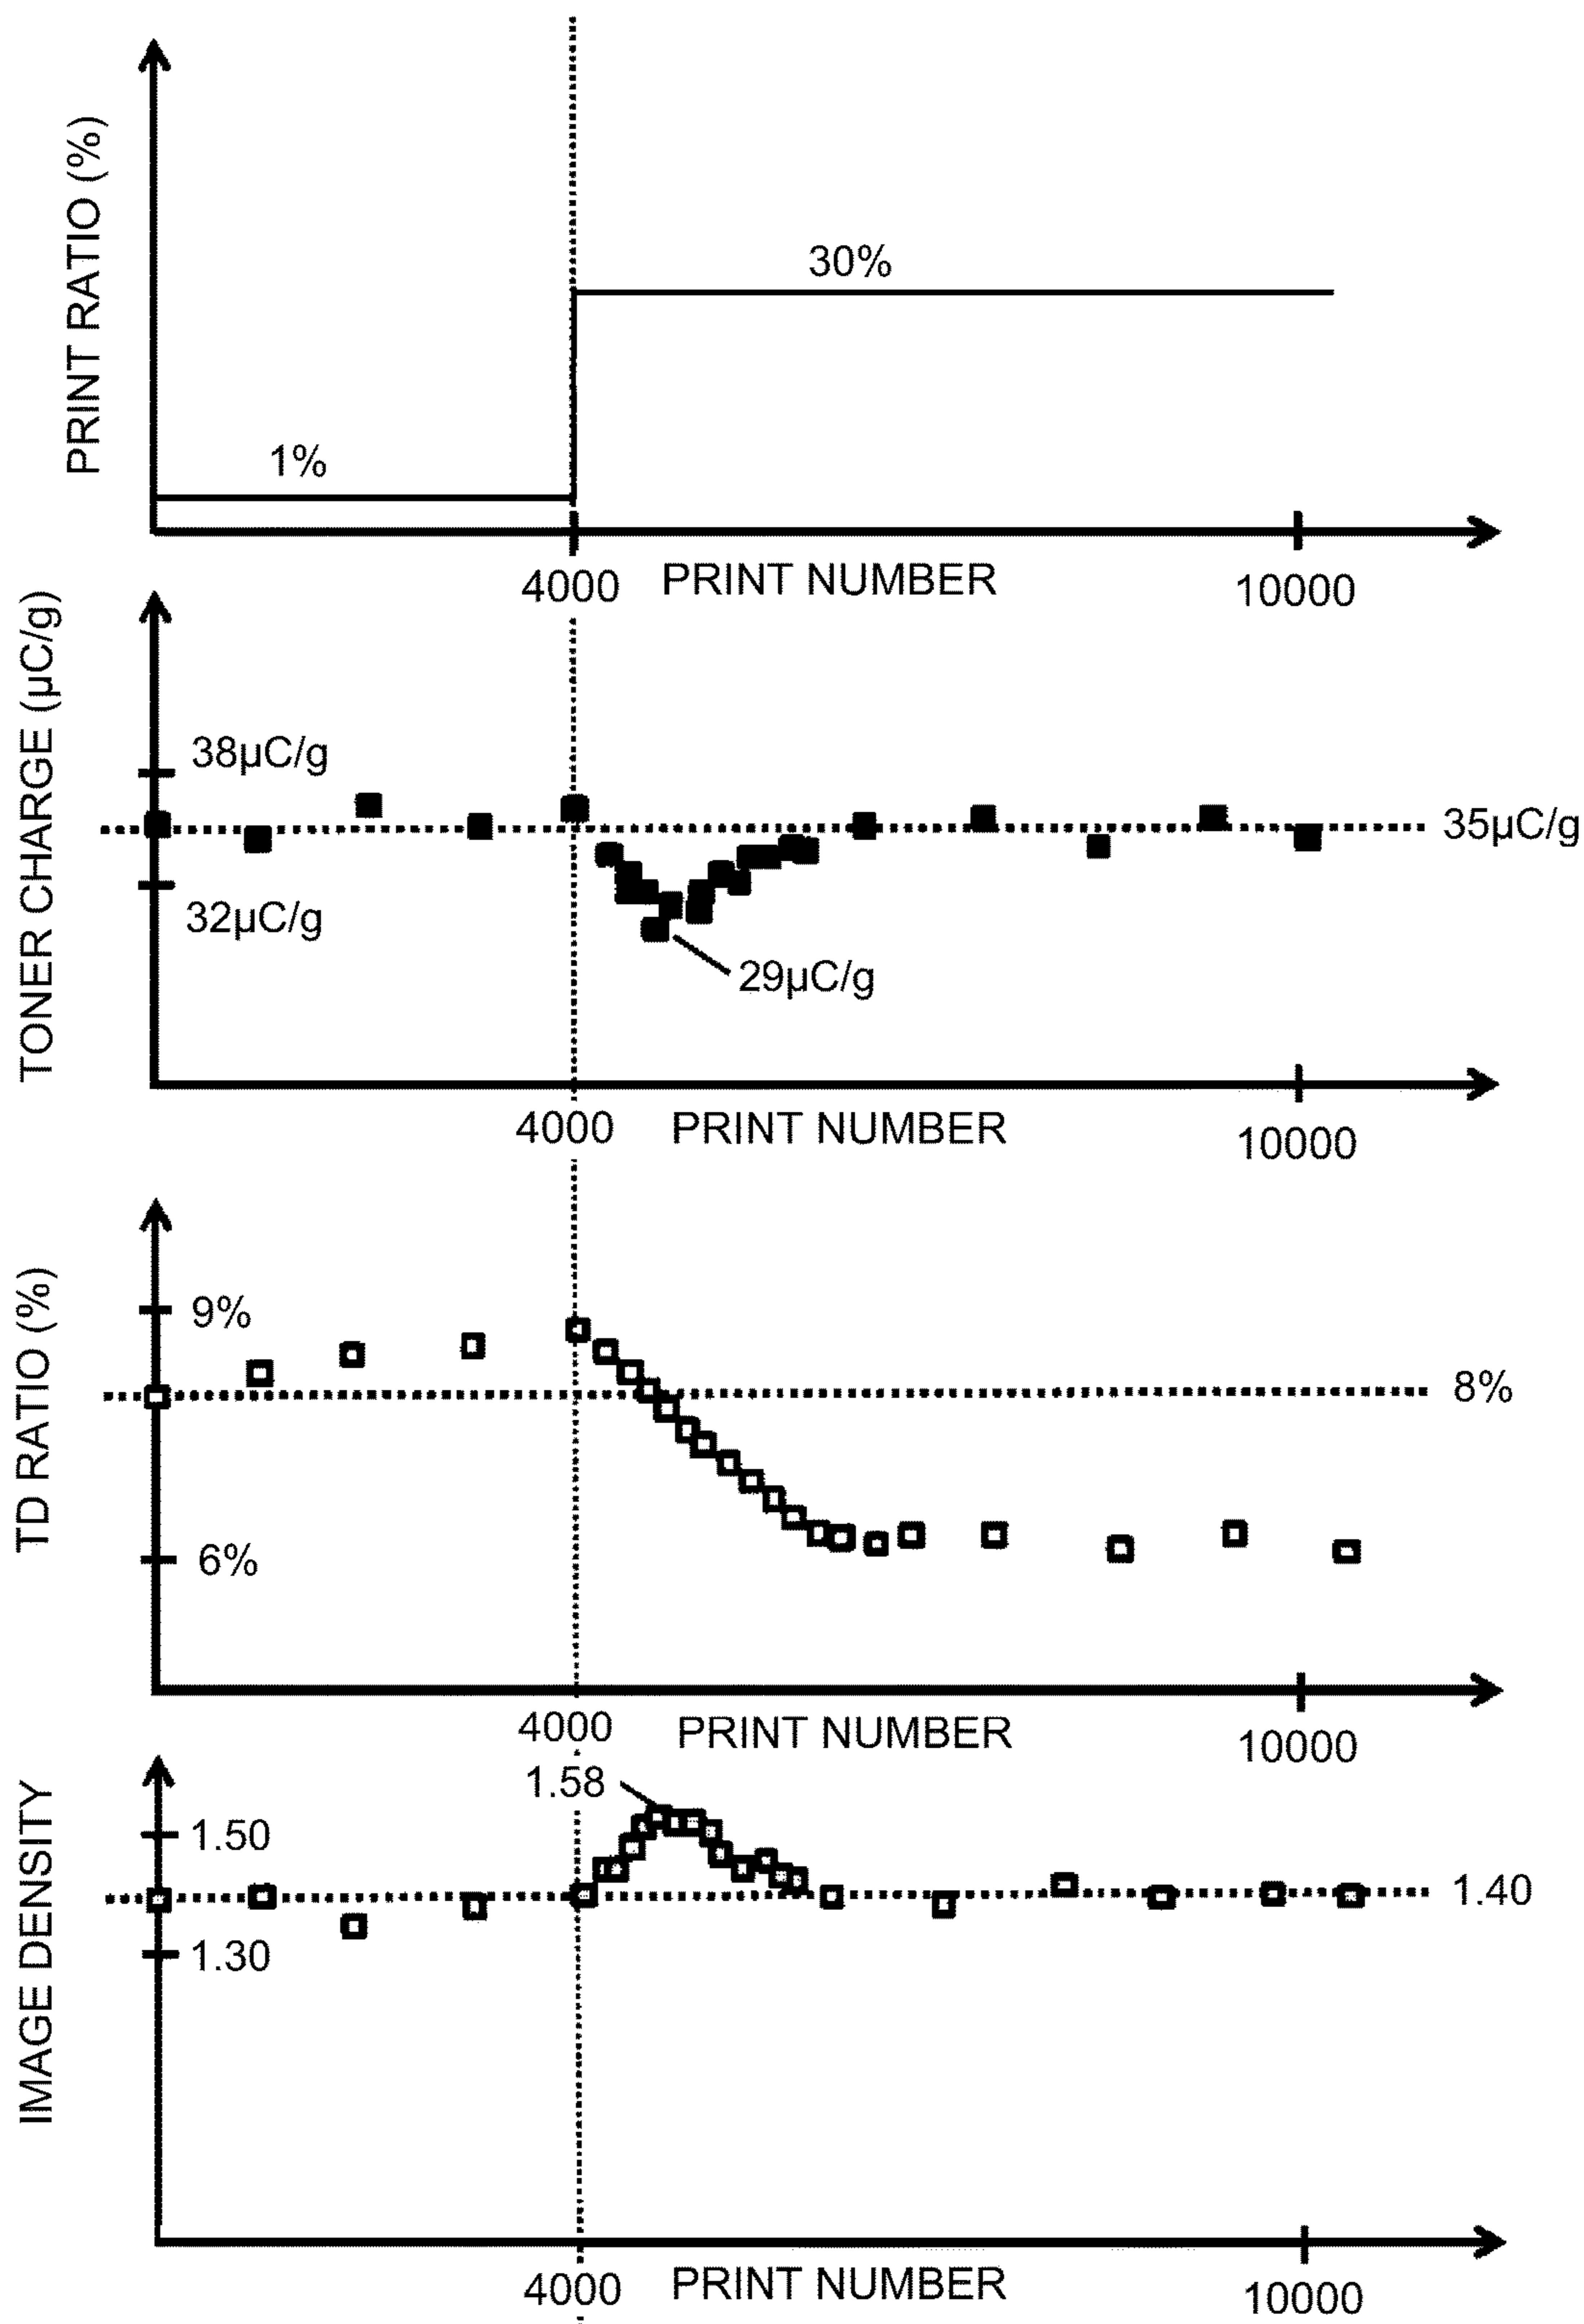 PRINT RATIO (%)
30%
1%
4000
PRINT NUMBER
10000
TONER CHARGE (µC/g)
38µC/g
35µC/g
32µC/g
29µC/g
4000
PRINT NUMBER
10000
TD RATIO (%)
9%
8%
6%
4000
PRINT NUMBER
10000
IMAGE DENSITY
1.58
1.50
1.40
1.30
4000
PRINT NUMBER
10000